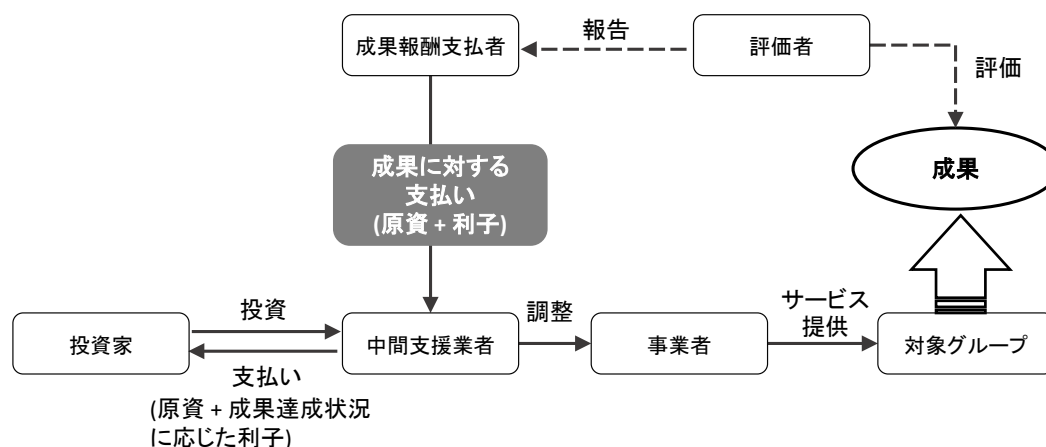 成果報酬支払者
報告
評価者
評価
成果に対する
支払い
(原資 + 利子)
成果
投資家
投資
支払い
(原資 + 成果達成状況
に応じた利子)
中間支援業者
調整
事業者
サービス
提供
対象グループ